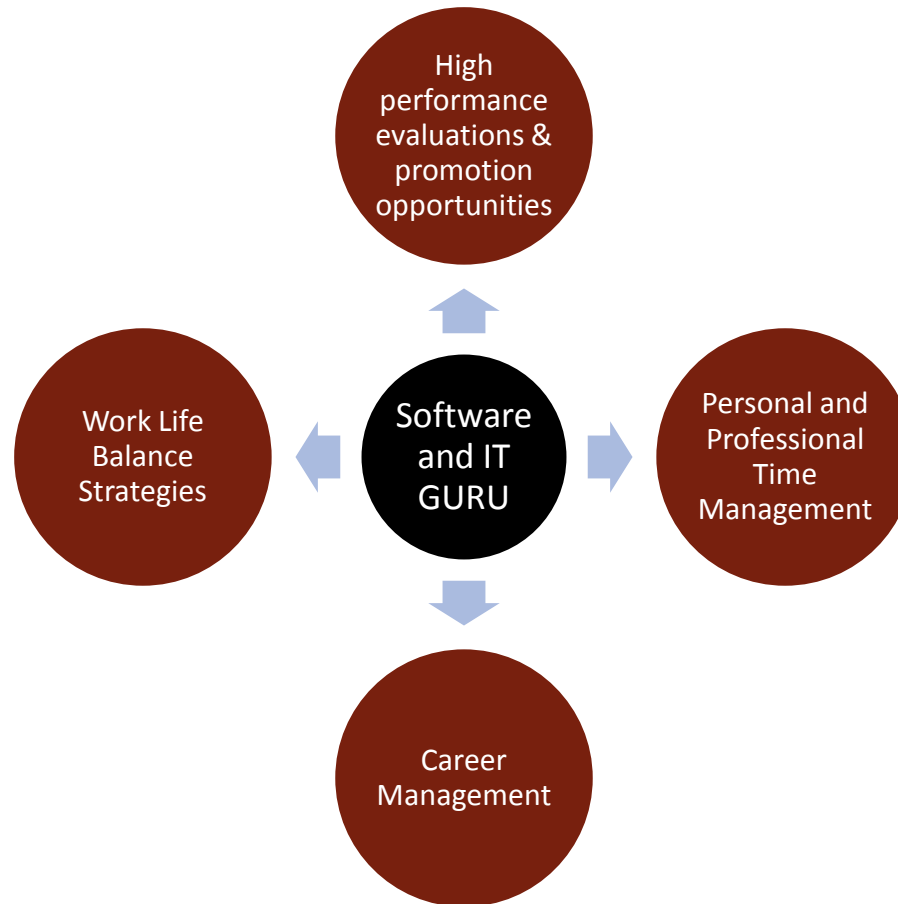 High
performance
evaluations &
promotion
opportunities
Work Life
Balance
Strategies
Software
and IT
GURU
Personal and
Professional
Time
Management
Career
Management